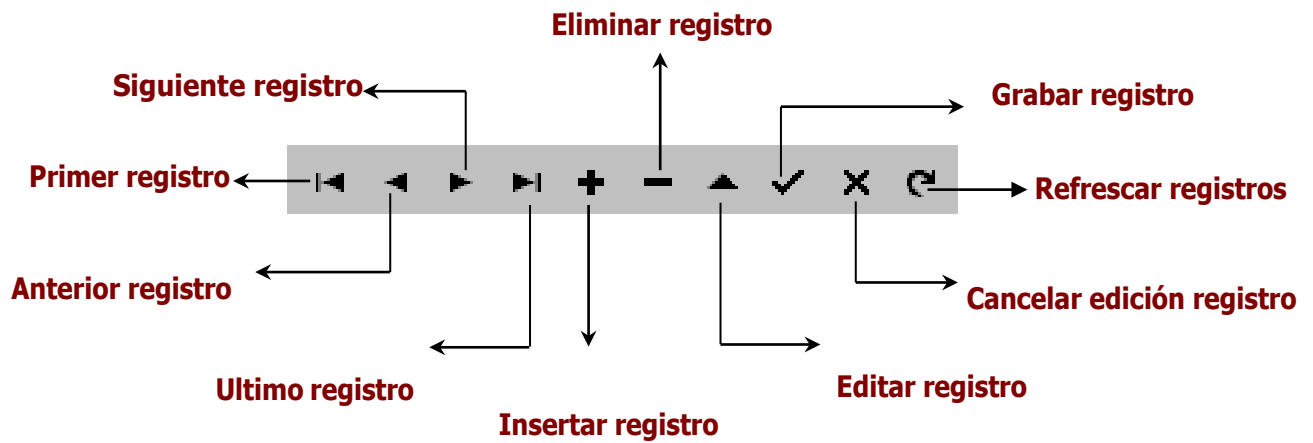 Eliminar registro
Siguiente registro
Grabar registro
Primer registro
Refrescar registros
Anterior registro
Cancelar edición registro
Ultimo registro
Editar registro
Insertar registro